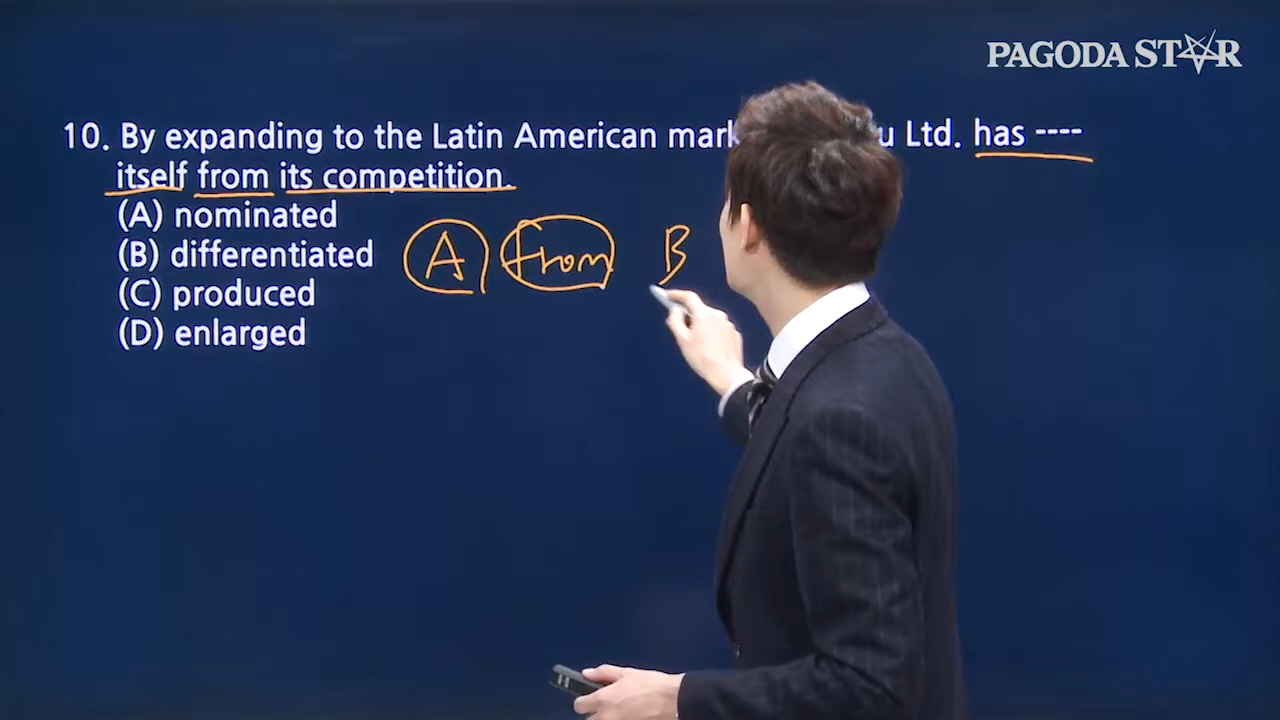 PAGODA STAR
10. By expanding to the Latin American Ltd. has ----
itself from its competition.
(A) nominated
(B) differentiated
(C) produced
(D) enlarged
A from B